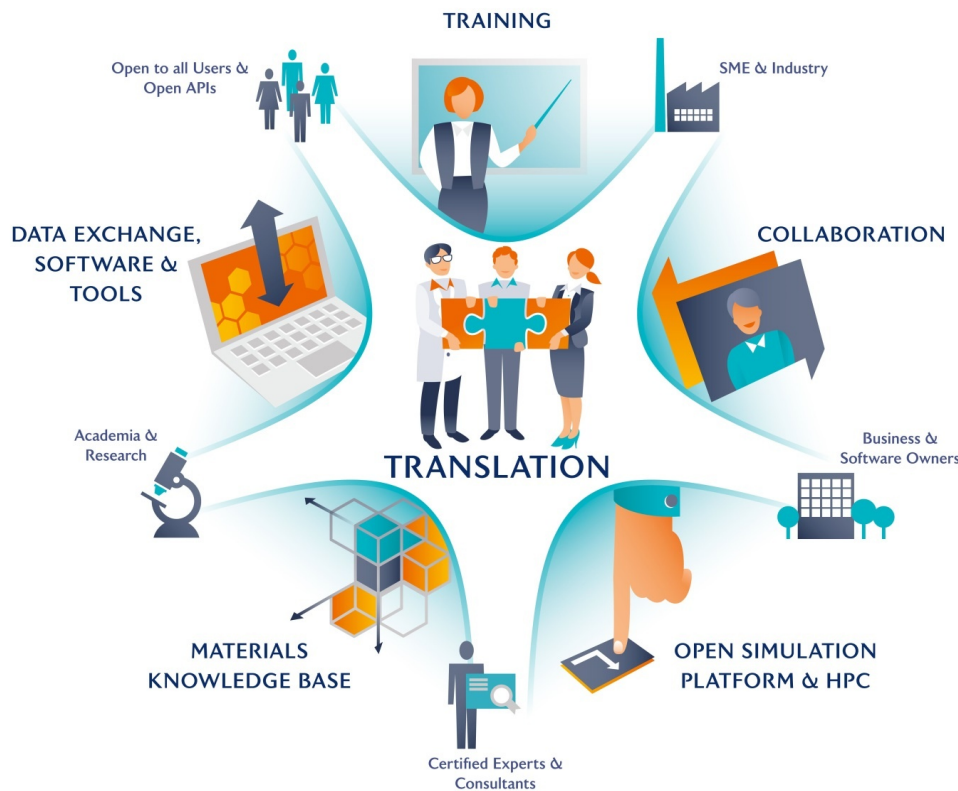 TRAINING
Open to all Users &
Open APIs
SME & Industry
DATA EXCHANGE,
SOFTWARE &
TOOLS
COLLABORATION
Academia &
Research
TRANSLATION
Business &
Software Owners
MATERIALS
KNOWLEDGE BASE
OPEN SIMULATION
PLATFORM & HPC
Certified Experts &
Consultants